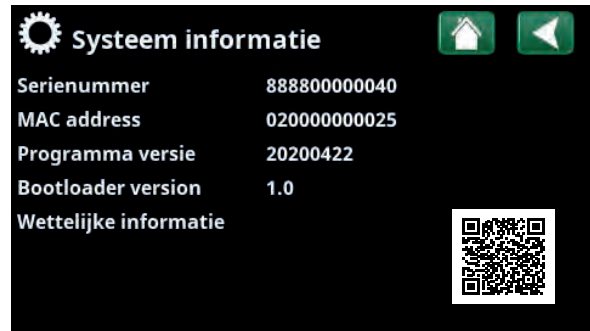 Systeem informatie
Serienummer 888800000040
MAC address 020000000025
Programma versie 20200422
Bootloader version 1.0
Wettelijke informatie